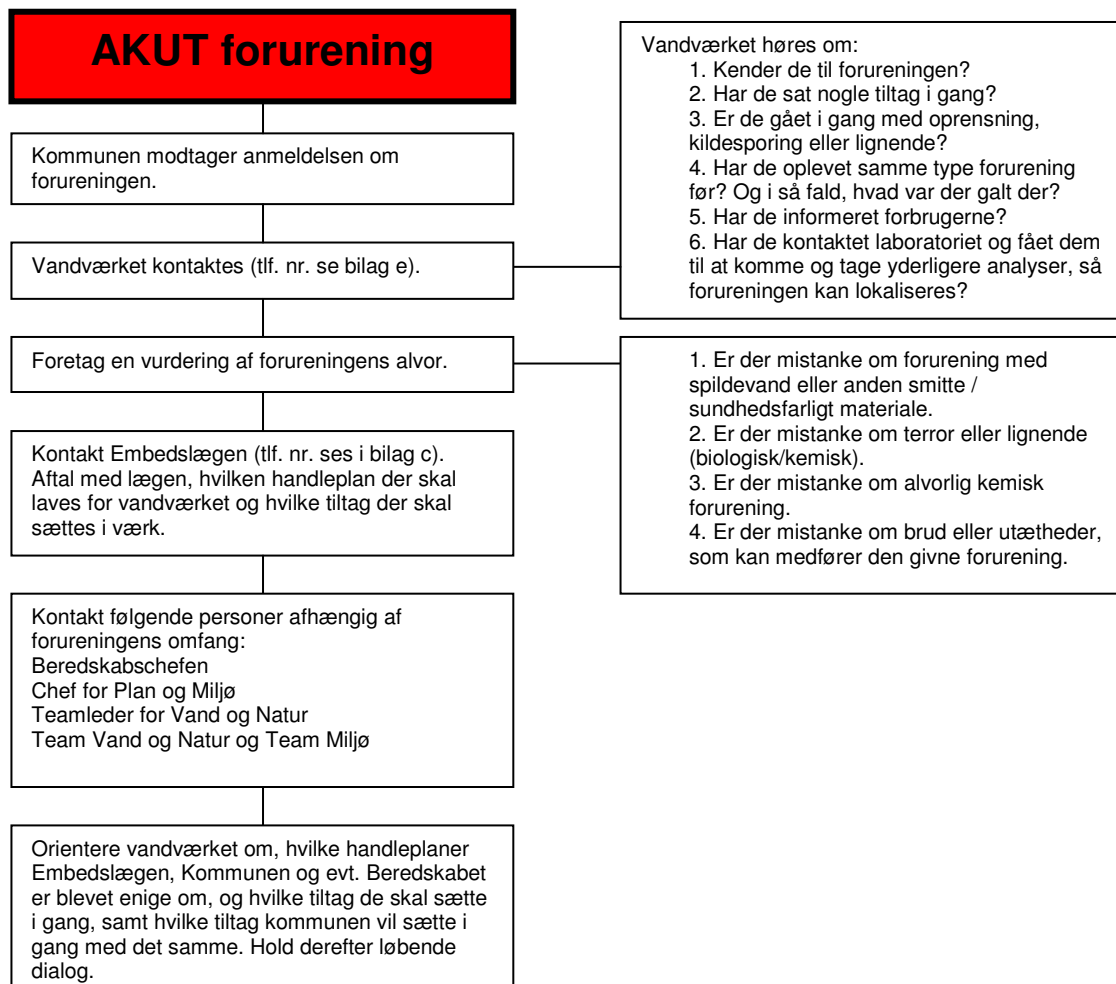 AKUT forurening
Kommunen modtager anmeldelsen om
forureningen.
Vandværket kontaktes (tlf. nr. se bilag e).
Vandværket høres om:
1. Kender de til forureningen?
2. Har de sat nogle tiltag i gang?
3. Er de gået i gang med oprensning,
kildesporing eller lignende?
4. Har de oplevet samme type forurening
før? Og i så fald, hvad var der galt der?
5. Har de informeret forbrugerne?
6. Har de kontaktet laboratoriet og fået dem
til at komme og tage yderligere analyser, så
forureningen kan lokaliseres?
Foretag en vurdering af forureningens alvor.
1. Er der mistanke om forurening med
spildevand eller anden smitte /
sundhedsfarligt materiale.
2. Er der mistanke om terror eller lignende
(biologisk/kemisk).
3. Er der mistanke om alvorlig kemisk
forurening.
4. Er der mistanke om brud eller utætheder,
som kan medfører den givne forurening.
Kontakt Embedslægen (tlf. nr. ses i bilag c).
Aftal med lægen, hvilken handleplan der skal
laves for vandværket og hvilke tiltag der skal
sættes i værk.
Kontakt følgende personer afhængig af
forureningens omfang:
Beredskabschefen
Chef for Plan og Miljø
Teamleder for Vand og Natur
Team Vand og Natur og Team Miljø
Orientere vandværket om, hvilke handleplaner
Embedslægen, Kommunen og evt. Beredskabet
er blevet enige om, og hvilke tiltag de skal sætte
i gang, samt hvilke tiltag kommunen vil sætte i
gang med det samme. Hold derefter løbende
dialog.